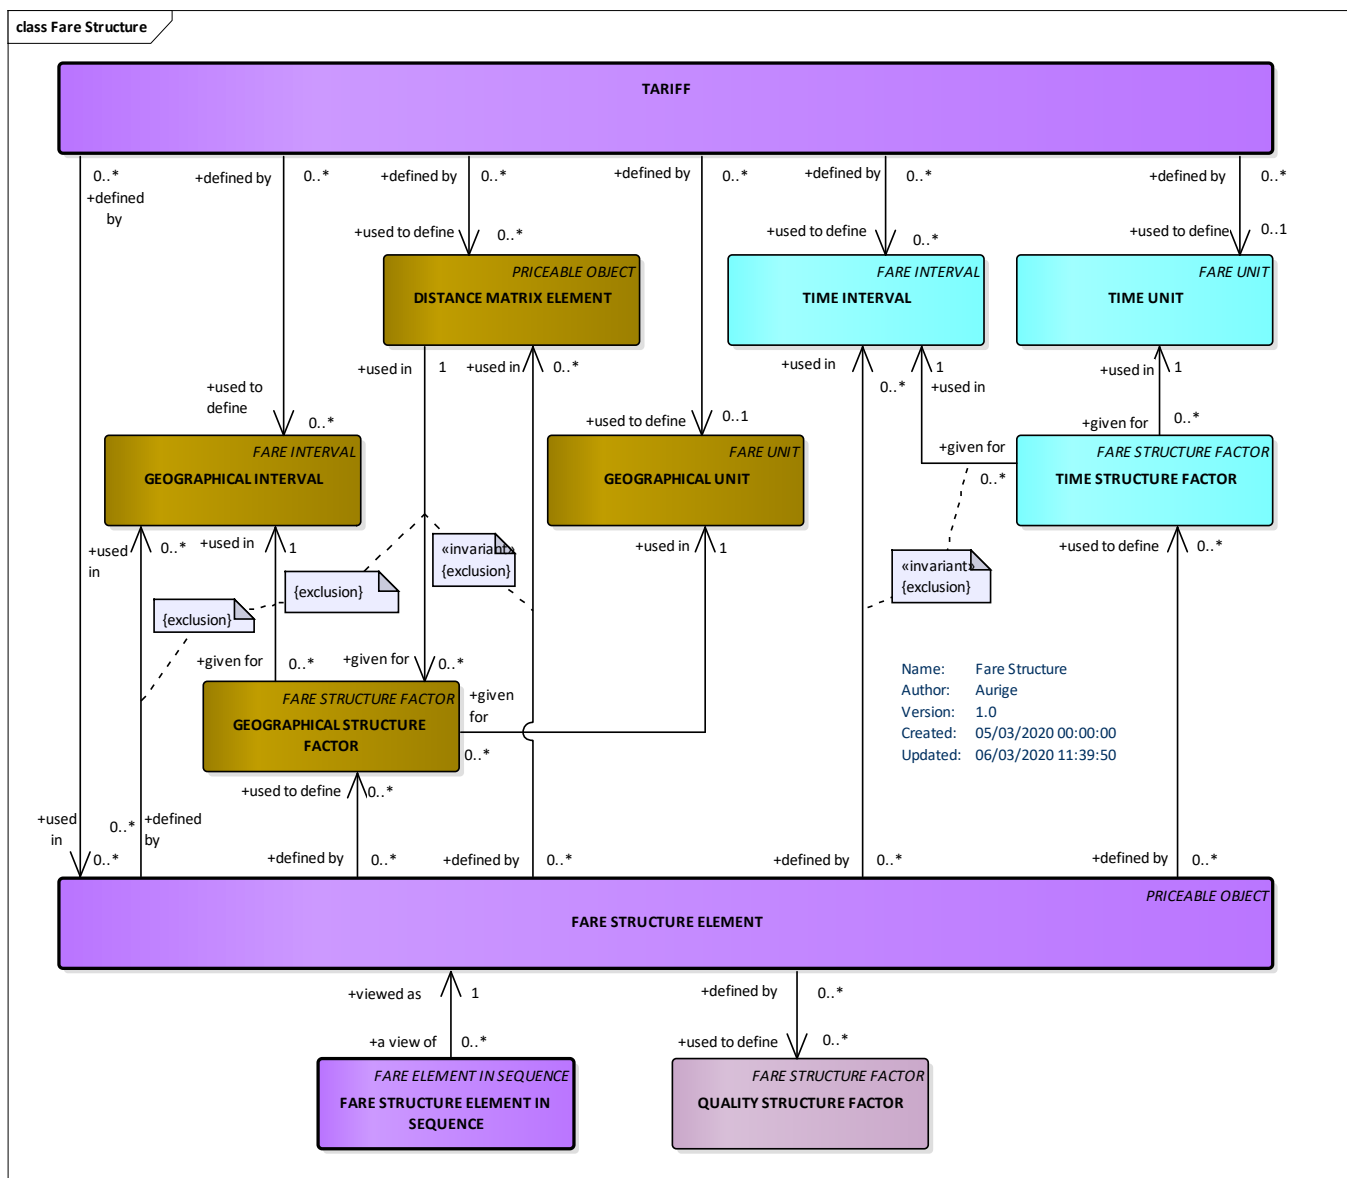 class Fare Structure
TARIFF
0..*
+defined
by
+defined by
0..*
+defined by
0..*
+defined by
0..*
+defined by
0..*
+defined by
0..*
+used to define
0..*
+used to define
0..*
+used to define
0..1
PRICEABLE OBJECT
DISTANCE MATRIX ELEMENT
FARE INTERVAL
TIME INTERVAL
FARE UNIT
TIME UNIT
+used in
1
+used in
0..*
+used in
0..*
1
+used in
+used in
1
+used to
define
0..*
+used to define
0..1
+given for
0..*
FARE INTERVAL
GEOGRAPHICAL INTERVAL
FARE UNIT
GEOGRAPHICAL UNIT
+given for
0..*
FARE STRUCTURE FACTOR
TIME STRUCTURE FACTOR
+used
in
0..*
+used in
1
«invariant»
{exclusion}
+used in
1
«invariant»
{exclusion}
+used to define
0..*
{exclusion}
{exclusion}
+given for
0..*
+given for
0..*
FARE STRUCTURE FACTOR
GEOGRAPHICAL STRUCTURE
FACTOR
+given
for
0..*
Name: Fare Structure
Author: Aurige
Version: 1.0
Created: 05/03/2020 00:00:00
Updated: 06/03/2020 11:39:50
+used to define
0..*
+used
in
0..*
0..*
+defined
by
+defined by
0..*
+defined by
0..*
+defined by
0..*
+defined by
0..*
PRICEABLE OBJECT
FARE STRUCTURE ELEMENT
+viewed as
1
+defined by
0..*
+a view of
0..*
+used to define
0..*
FARE ELEMENT IN SEQUENCE
FARE STRUCTURE ELEMENT IN
SEQUENCE
FARE STRUCTURE FACTOR
QUALITY STRUCTURE FACTOR